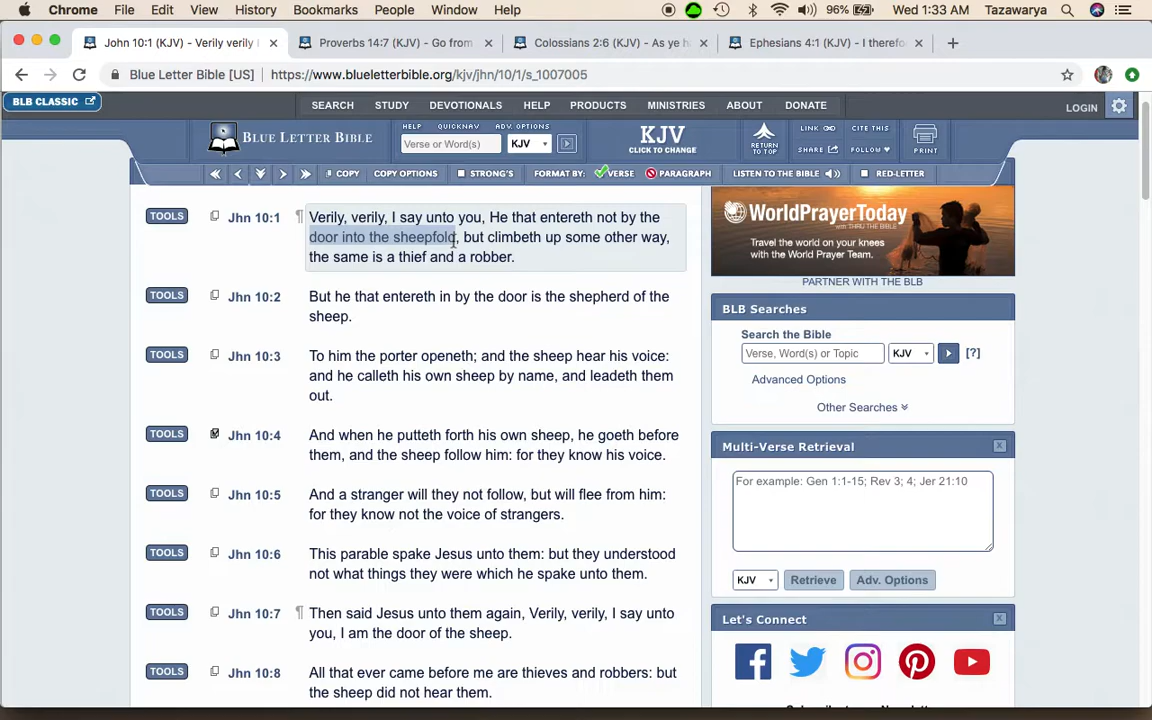 Chrome File Edit View History Bookmarks People Window Help 96% Wed 1:33 AM Tazawarya
John 10:1 (KJV) - Verily verily I Proverbs 14:7 (KJV) - Go from Colossians 2:6 (KJV) - As ye h Ephesians 4:1 (KJV) - I therefo
Blue Letter Bible [US] https://www.blueletterbible.org/kjv/jhn/10/1/s_1007005
BLB CLASSIC
SEARCH STUDY DEVOTIONALS HELP PRODUCTS MINISTRIES ABOUT DONATE LOGIN
BLUE LETTER BIBLE
HELP QUICKNAV ADV. OPTIONS
Verse or Word(s) KJV
KJV
CLICK TO CHANGE
RETURN TO TOP
LINK CITE THIS
SHARE FOLLOW
PRINT
COPY COPY OPTIONS STRONG'S FORMAT BY: VERSE PARAGRAPH LISTEN TO THE BIBLE RED-LETTER
TOOLS Jhn 10:1 ¶ Verily, verily, I say unto you, He that entereth not by the
door into the sheepfold, but climbeth up some other way,
the same is a thief and a robber.
TOOLS Jhn 10:2 But he that entereth in by the door is the shepherd of the
sheep.
TOOLS Jhn 10:3 To him the porter openeth; and the sheep hear his voice:
and he calleth his own sheep by name, and leadeth them
out.
TOOLS Jhn 10:4 And when he putteth forth his own sheep, he goeth before
them, and the sheep follow him: for they know his voice.
TOOLS Jhn 10:5 And a stranger will they not follow, but will flee from him:
for they know not the voice of strangers.
TOOLS Jhn 10:6 This parable spake Jesus unto them: but they understood
not what things they were which he spake unto them.
TOOLS Jhn 10:7 ¶ Then said Jesus unto them again, Verily, verily, I say unto
you, I am the door of the sheep.
TOOLS Jhn 10:8 All that ever came before me are thieves and robbers: but
the sheep did not hear them.
WorldPrayerToday
with THRU THE BIBLE
Travel the world on your
knees with the World Prayer Team.
PARTNER WITH THE BLB
BLB Searches
Search the Bible
Verse, Word(s) or Topic KJV [?]
Advanced Options
Other Searches
Multi-Verse Retrieval X
For example: Gen 1:1-15; Rev 3; 4; Jer 21:10
KJV Retrieve Adv. Options
Let's Connect X